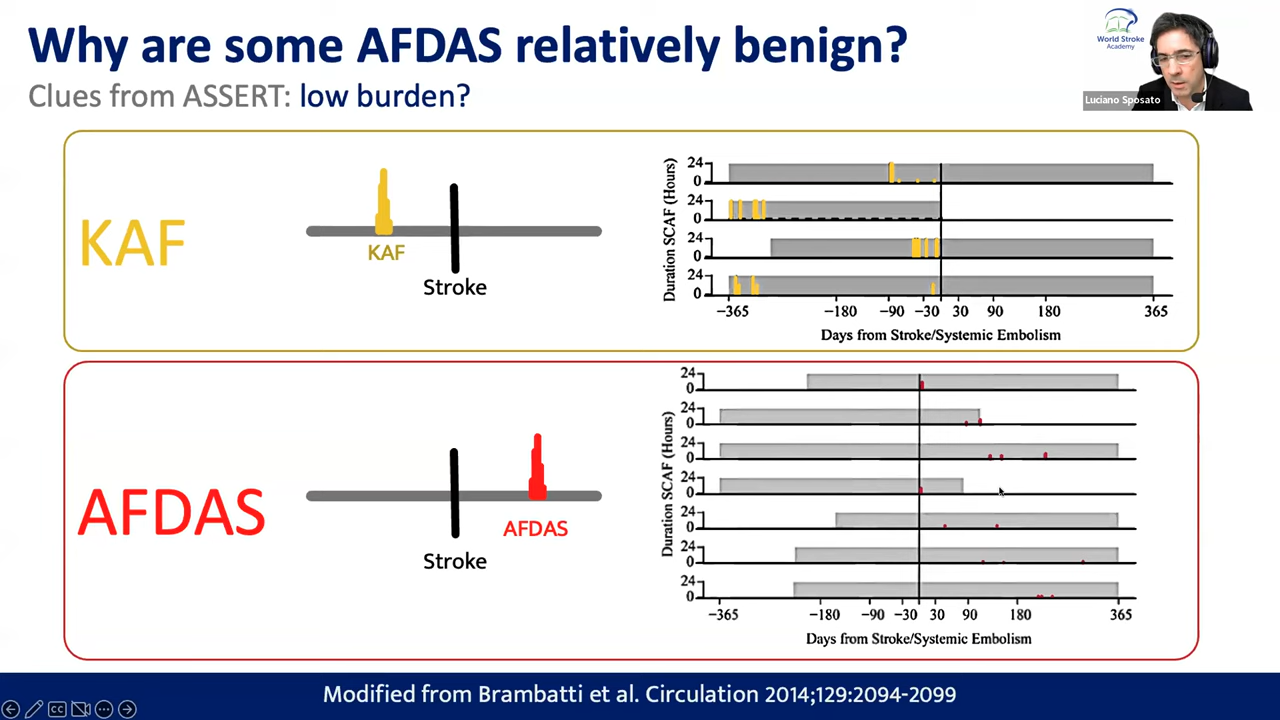 Why are some AFDAS relatively benign?
Clues from ASSERT: low burden?
World Stroke
Academy
Luciano Sposato
KAF
KAF
Stroke
Duration SCAF (Hours)
24
0
24
0
24
0
24
0
−365 −180 −90 −30 30 90 180 365
Days from Stroke/Systemic Embolism
AFDAS
AFDAS
Stroke
Duration SCAF (Hours)
24
0
24
0
24
0
24
0
24
0
24
0
24
0
−365 −180 −90 −30 30 90 180 365
Days from Stroke/Systemic Embolism
Modified from Brambatti et al. Circulation 2014;129:2094-2099
CC